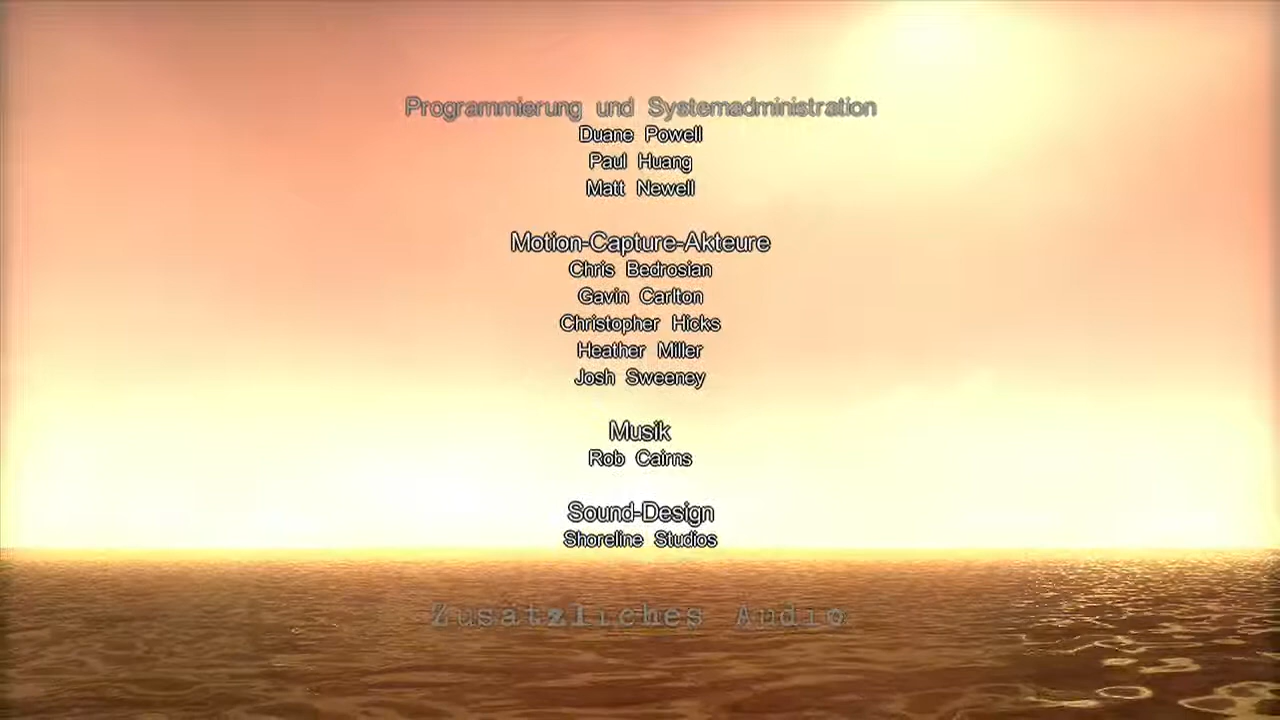 Programmierung und Systemadministration
Duane Powell
Paul Huang
Matt Newell
Motion-Capture-Akteure
Chris Bedrosian
Gavin Carlton
Christopher Hicks
Heather Miller
Josh Sweeney
Musik
Rob Cairns
Sound-Design
Shoreline Studios
Zusätzliches Audio